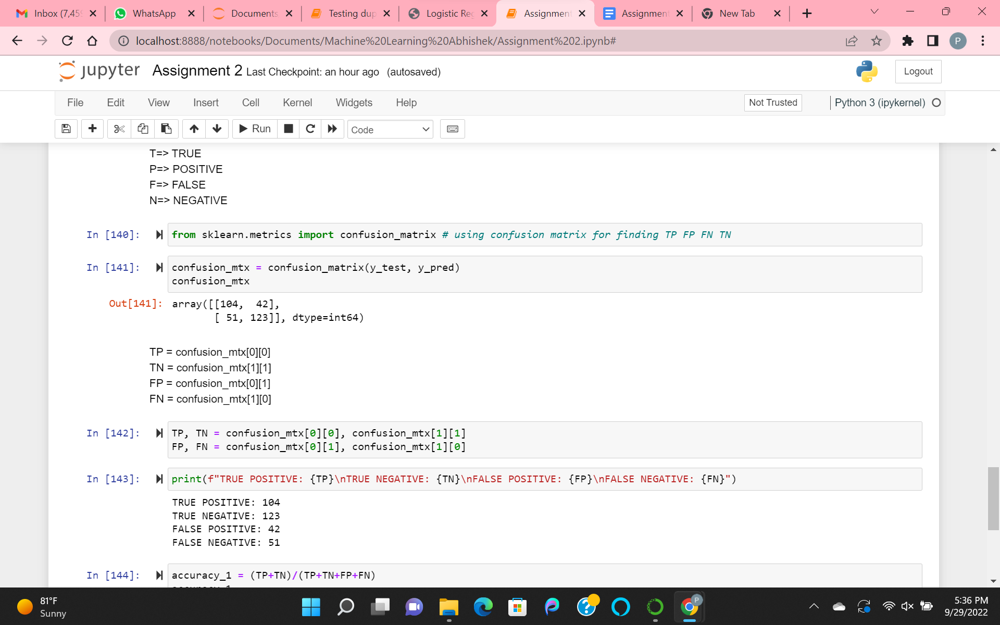 Inbox (7,459
WhatsApp
Documents
Testing dup
Logistic Reg
Assignment
Assignment
New Tab
localhost:8888/notebooks/Documents/Machine%20Learning%20Abhishek/Assignment%202.ipynb#
P
jupyter Assignment 2 Last Checkpoint: an hour ago (autosaved)
Logout
File Edit View Insert Cell Kernel Widgets Help
Not Trusted
Python 3 (ipykernel)
Run
Code
T=> TRUE
P=> POSITIVE
F=> FALSE
N=> NEGATIVE
In [140]: from sklearn.metrics import confusion_matrix # using confusion matrix for finding TP FP FN TN
In [141]: confusion_mtx = confusion_matrix(y_test, y_pred)
confusion_mtx
Out[141]: array([[104,  42],
       [ 51, 123]], dtype=int64)
TP = confusion_mtx[0][0]
TN = confusion_mtx[1][1]
FP = confusion_mtx[0][1]
FN = confusion_mtx[1][0]
In [142]: TP, TN = confusion_mtx[0][0], confusion_mtx[1][1]
FP, FN = confusion_mtx[0][1], confusion_mtx[1][0]
In [143]: print(f"TRUE POSITIVE: {TP}\nTRUE NEGATIVE: {TN}\nFALSE POSITIVE: {FP}\nFALSE NEGATIVE: {FN}")
TRUE POSITIVE: 104
TRUE NEGATIVE: 123
FALSE POSITIVE: 42
FALSE NEGATIVE: 51
In [144]: accuracy_1 = (TP+TN)/(TP+TN+FP+FN)
accuracy_1
81°F
Sunny
P
5:36 PM
9/29/2022